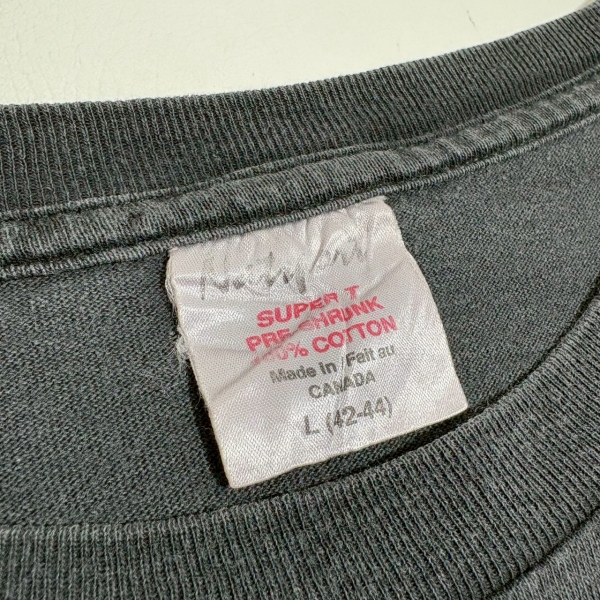 SUPER T
PRE-SHRUNK
100% COTTON
Made in / Fait au
CANADA
L (42-44)